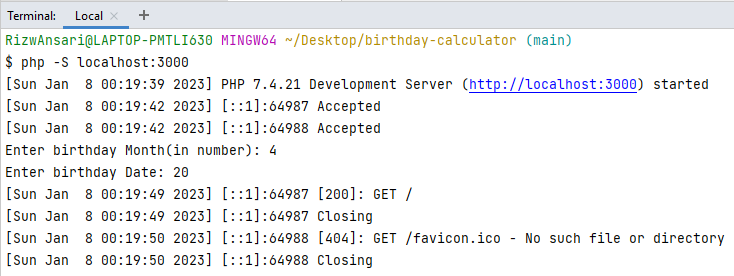 Terminal: Local × +
RizwAnsari@LAPTOP-PMTLI630 MINGW64 ~/Desktop/birthday-calculator (main)
$ php -S localhost:3000
[Sun Jan  8 00:19:39 2023] PHP 7.4.21 Development Server (http://localhost:3000) started
[Sun Jan  8 00:19:42 2023] [::1]:64987 Accepted
[Sun Jan  8 00:19:42 2023] [::1]:64988 Accepted
Enter birthday Month(in number): 4
Enter birthday Date: 20
[Sun Jan  8 00:19:49 2023] [::1]:64987 [200]: GET /
[Sun Jan  8 00:19:49 2023] [::1]:64987 Closing
[Sun Jan  8 00:19:50 2023] [::1]:64988 [404]: GET /favicon.ico - No such file or directory
[Sun Jan  8 00:19:50 2023] [::1]:64988 Closing